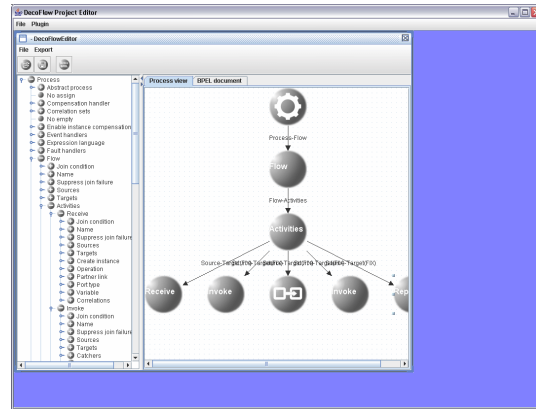 DecoFlow Project Editor
File Plugin
- DecoFlowEditor
File Export
Process view BPEL document
Process
Abstract process
No assign
Compensation handler
Correlation sets
No empty
Enable instance compensation
Event handlers
Expression language
Fault handlers
Flow
Join condition
Name
Suppress join failure
Sources
Targets
Activities
Receive
Join condition
Name
Suppress join failure
Sources
Targets
Create instance
Operation
Partner link
Port type
Variable
Correlations
Invoke
Join condition
Name
Suppress join failure
Sources
Targets
Catchers
Process-Flow
Flow
Flow-Activities
Activities
Source-Target(FIX)
Receive Invoke Invoke Rep